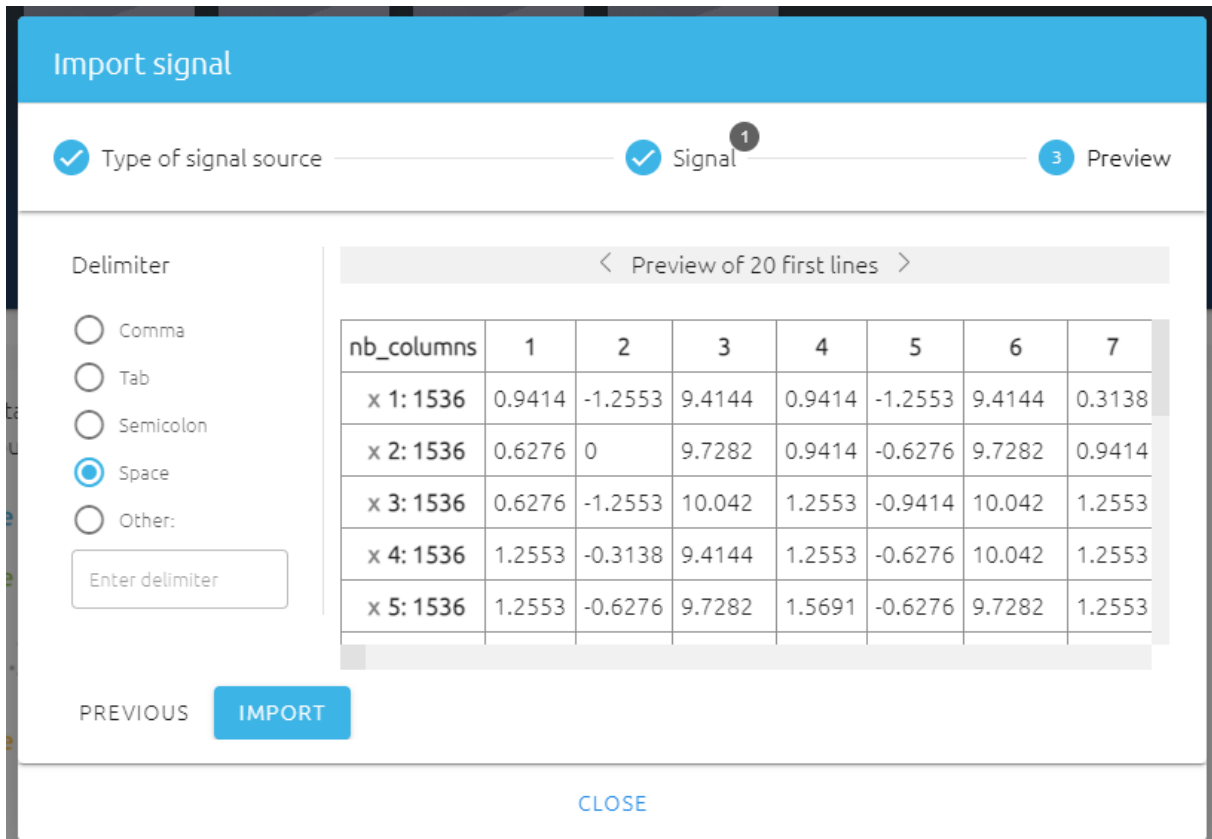 Import signal
Type of signal source
Signal
1
3
Preview
Delimiter
Comma
Tab
Semicolon
Space
Other:
Enter delimiter
< Preview of 20 first lines >
nb_columns 1 2 3 4 5 6 7
x 1: 1536 0.9414 -1.2553 9.4144 0.9414 -1.2553 9.4144 0.3138
x 2: 1536 0.6276 0 9.7282 0.9414 -0.6276 9.7282 0.9414
x 3: 1536 0.6276 -1.2553 10.042 1.2553 -0.9414 10.042 1.2553
x 4: 1536 1.2553 -0.3138 9.4144 1.2553 -0.6276 10.042 1.2553
x 5: 1536 1.2553 -0.6276 9.7282 1.5691 -0.6276 9.7282 1.2553
PREVIOUS
IMPORT
CLOSE